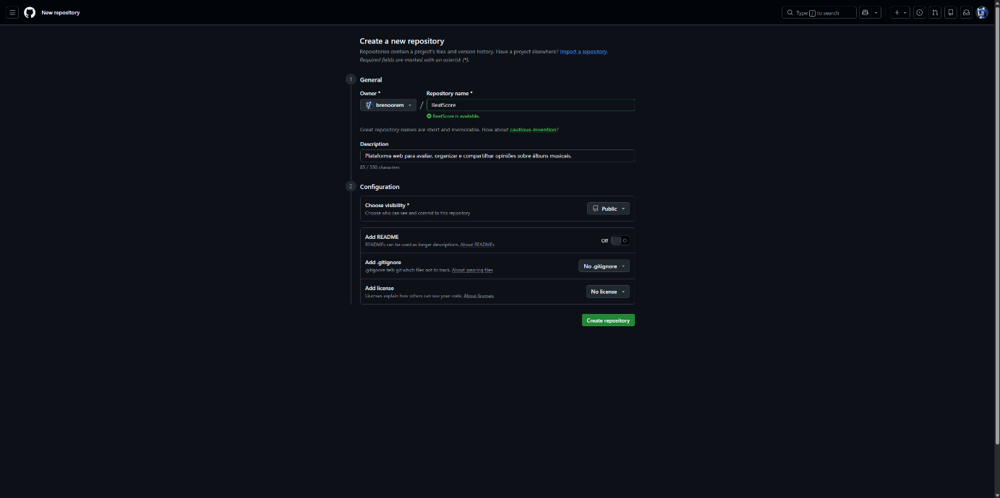 New repository
Type / to search
Create a new repository
Repositories contain a project's files and version history. Have a project elsewhere? Import a repository.
Required fields are marked with an asterisk (*).
1 General
Owner * Repository name *
brenoorem / BeatScore
BeatScore is available.
Great repository names are short and memorable. How about cautious-invention?
Description
Plataforma web para avaliar, organizar e compartilhar opiniões sobre álbuns musicais.
85 / 350 characters
2 Configuration
Choose visibility *
Choose who can see and commit to this repository
Public
Add README
READMEs can be used as longer descriptions. About READMEs
Off
Add .gitignore
.gitignore tells git which files not to track. About ignoring files
No .gitignore
Add license
Licenses explain how others can use your code. About licenses
No license
Create repository